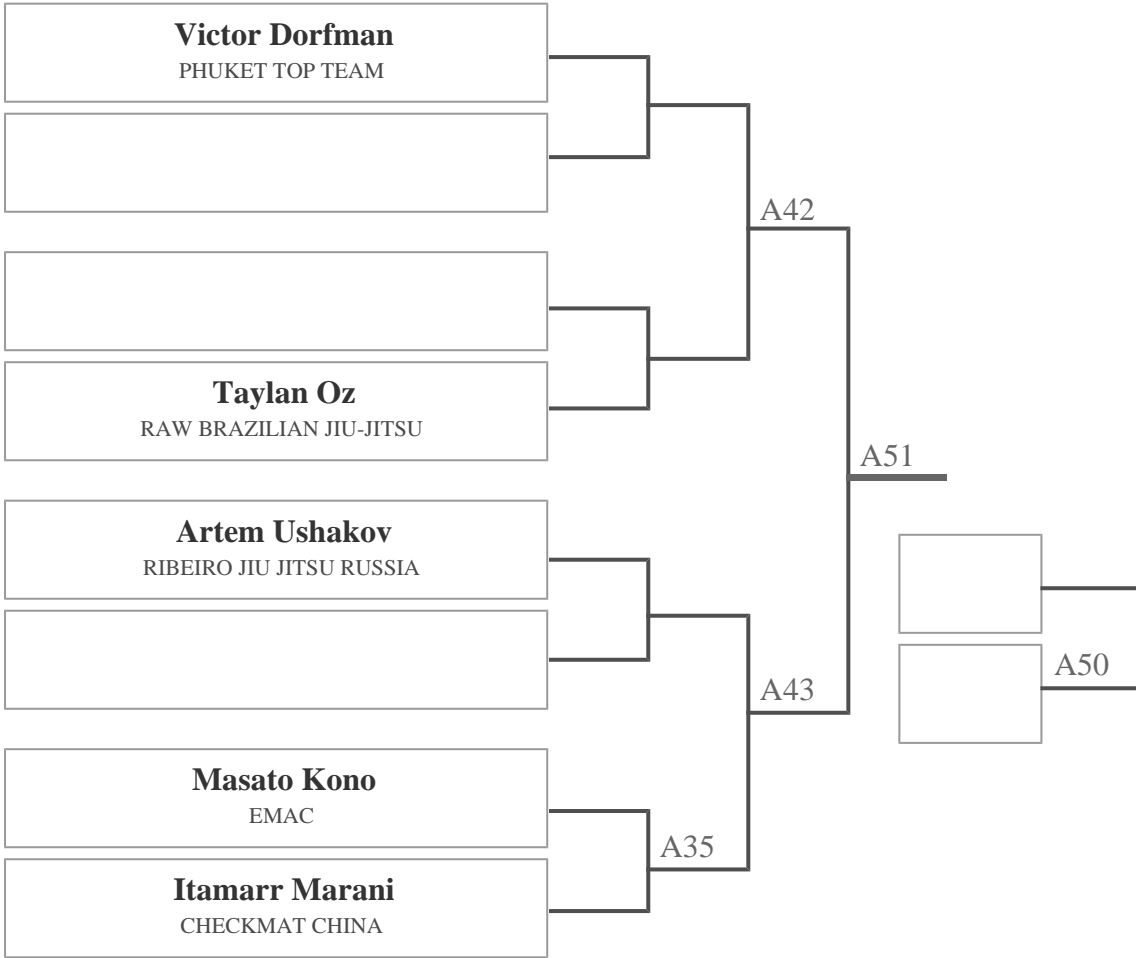 Victor Dorfman
PHUKET TOP TEAM
A42
Taylan Oz
RAW BRAZILIAN JIU-JITSU
A51
Artem Ushakov
RIBEIRO JIU JITSU RUSSIA
A50
A43
Masato Kono
EMAC
A35
Itamarr Marani
CHECKMAT CHINA